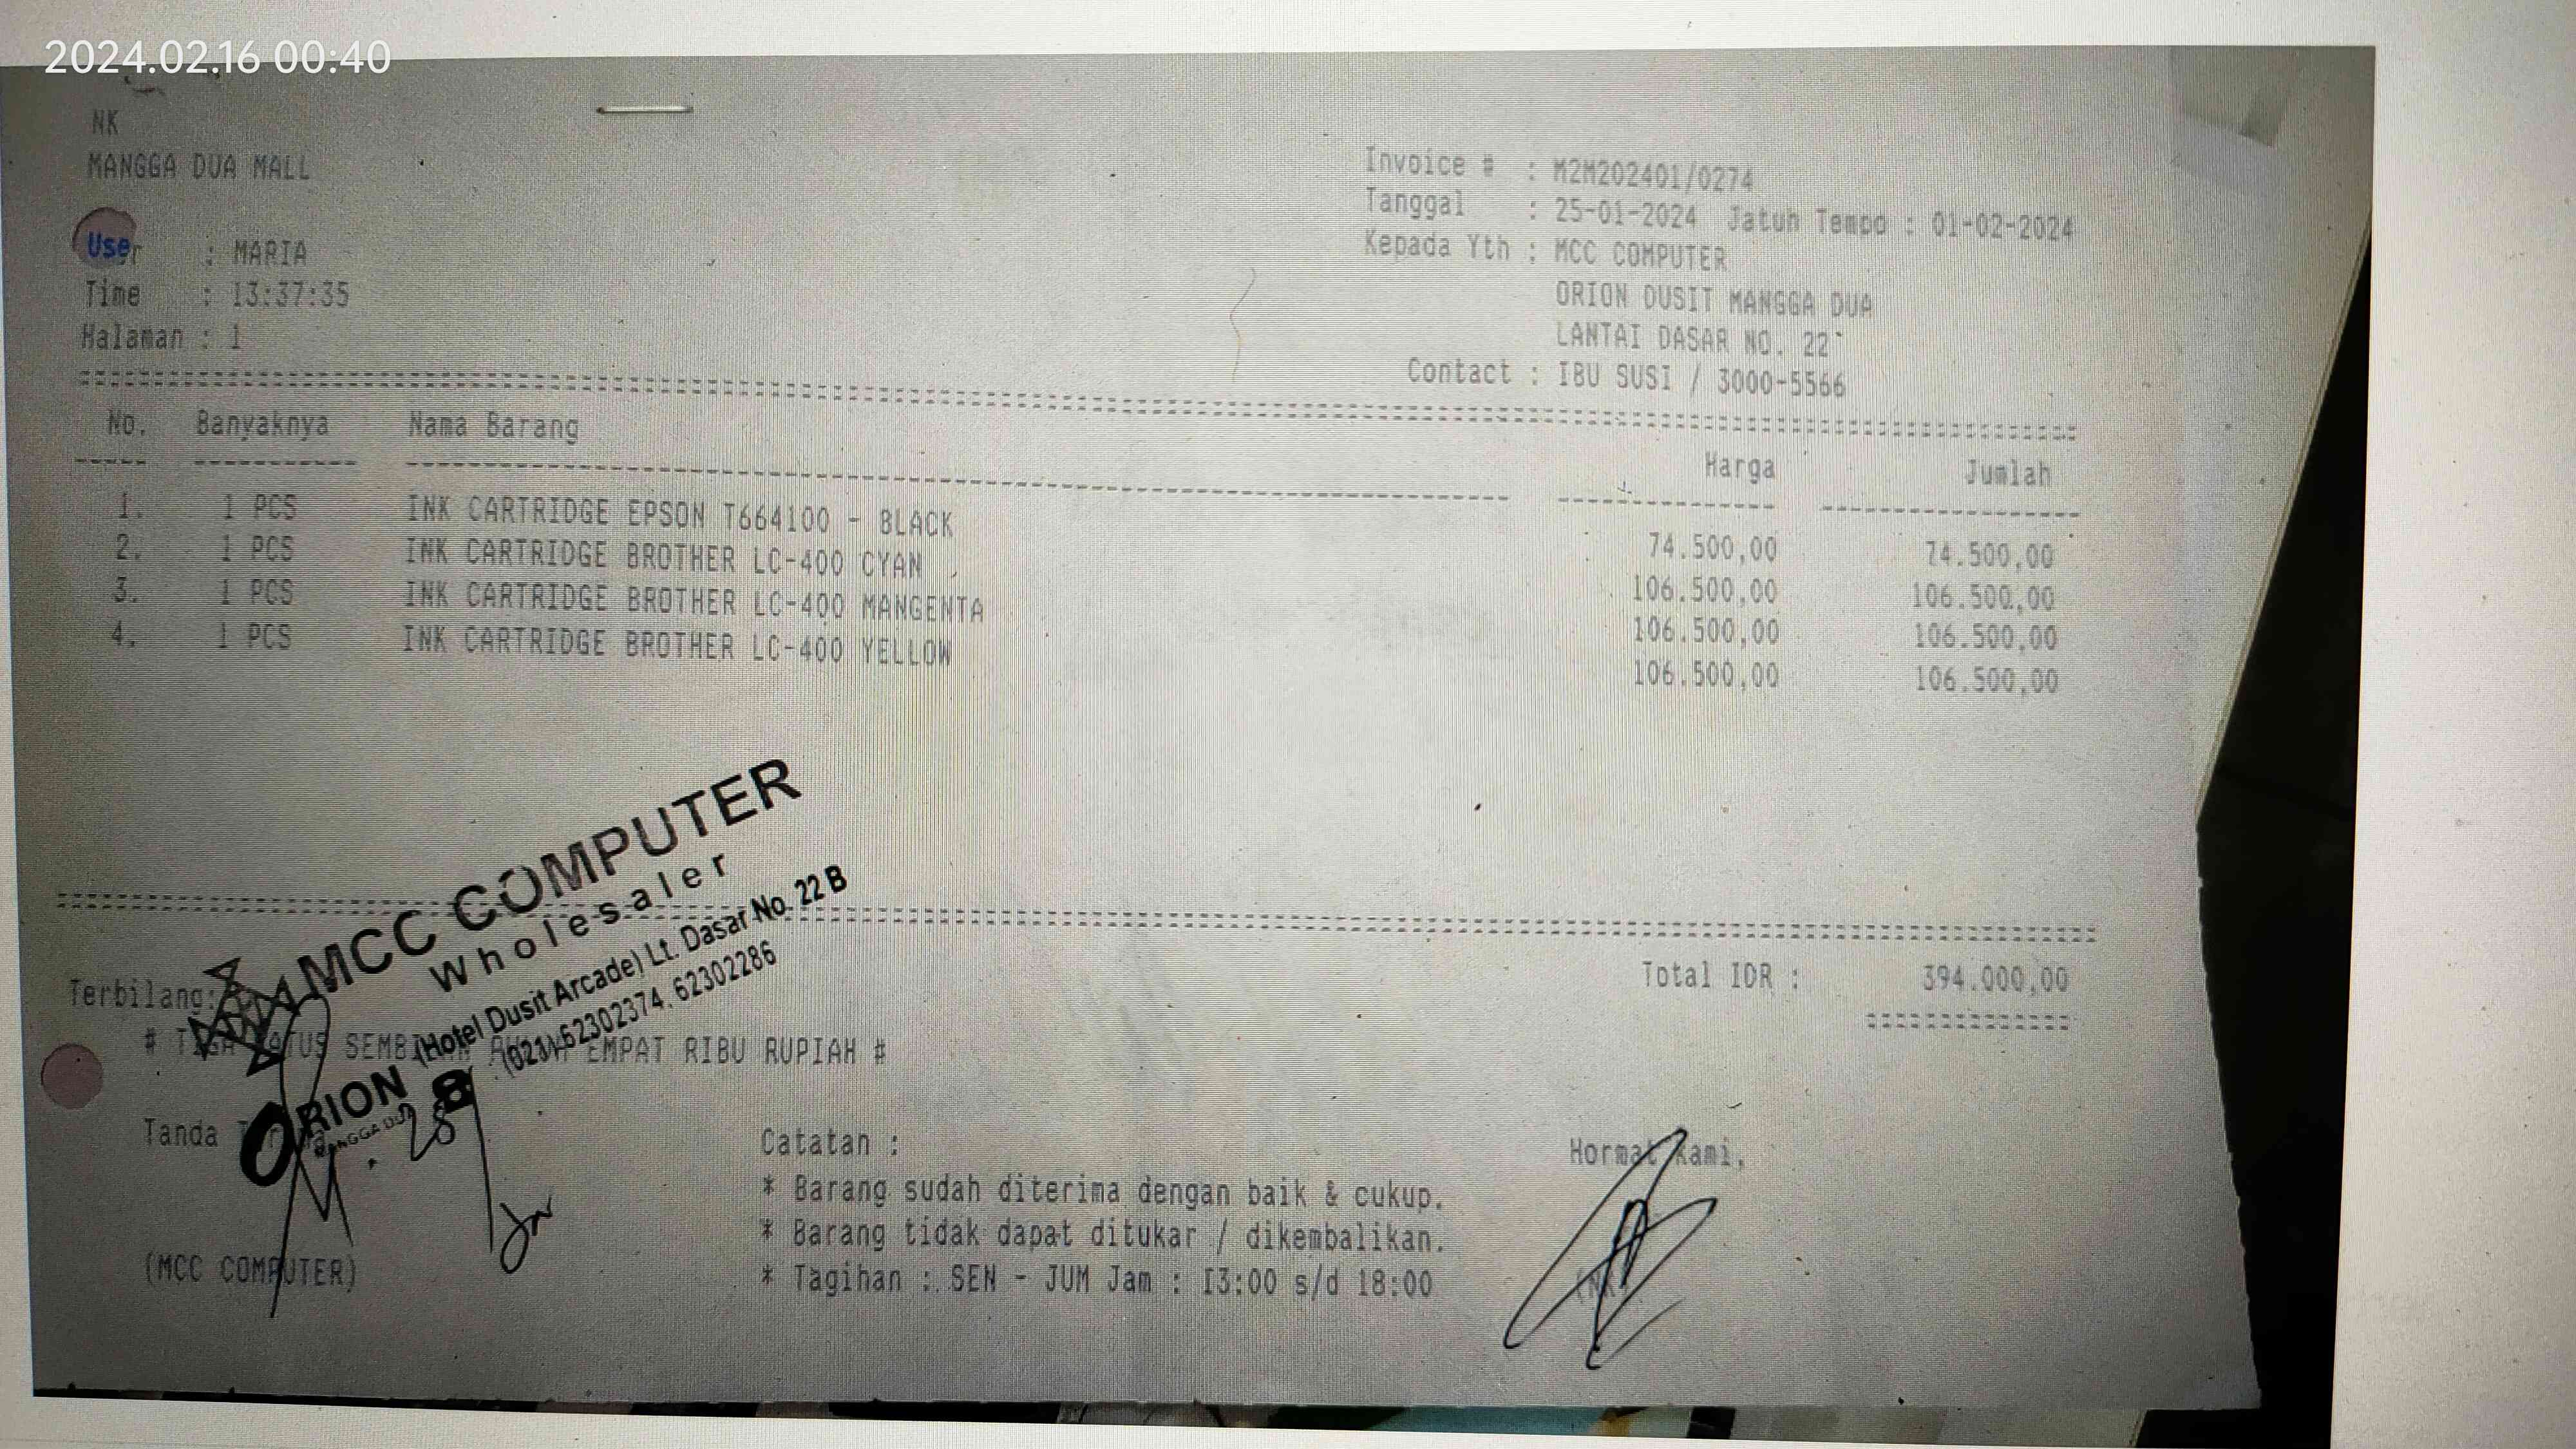 2024.02.16 00:40
NK
MANGGA DUA MALL
User : MARIA
Time : 13:37:35
Halaman : 1
Invoice # : M2M202401/0274
Tanggal : 25-01-2024 Jatuh Tempo : 01-02-2024
Kepada Yth : MCC COMPUTER
ORION DUSIT MANGGA DUA
LANTAI DASAR NO. 22
Contact : IBU SUSI / 3000-5566
No. Banyaknya Nama Barang Harga Jumlah
1. 1 PCS INK CARTRIDGE EPSON T664100 - BLACK 74.500,00 74.500,00
2. 1 PCS INK CARTRIDGE BROTHER LC-400 CYAN 106.500,00 106.500,00
3. 1 PCS INK CARTRIDGE BROTHER LC-400 MANGENTA 106.500,00 106.500,00
4. 1 PCS INK CARTRIDGE BROTHER LC-400 YELLOW 106.500,00 106.500,00
MCC COMPUTER
Wholesaler
ORION (Hotel Dusit Arcade) Lt. Dasar No. 22 B
MANGGA DUA (021) 62302374, 62302286
Total IDR : 394.000,00
Terbilang:
# TIGA RATUS SEMBILAN PULUH EMPAT RIBU RUPIAH #
Tanda
(MCC COMPUTER)
Catatan :
* Barang sudah diterima dengan baik & cukup.
* Barang tidak dapat ditukar / dikembalikan.
* Tagihan : SEN - JUM Jam : 13:00 s/d 18:00
Hormat Kami,